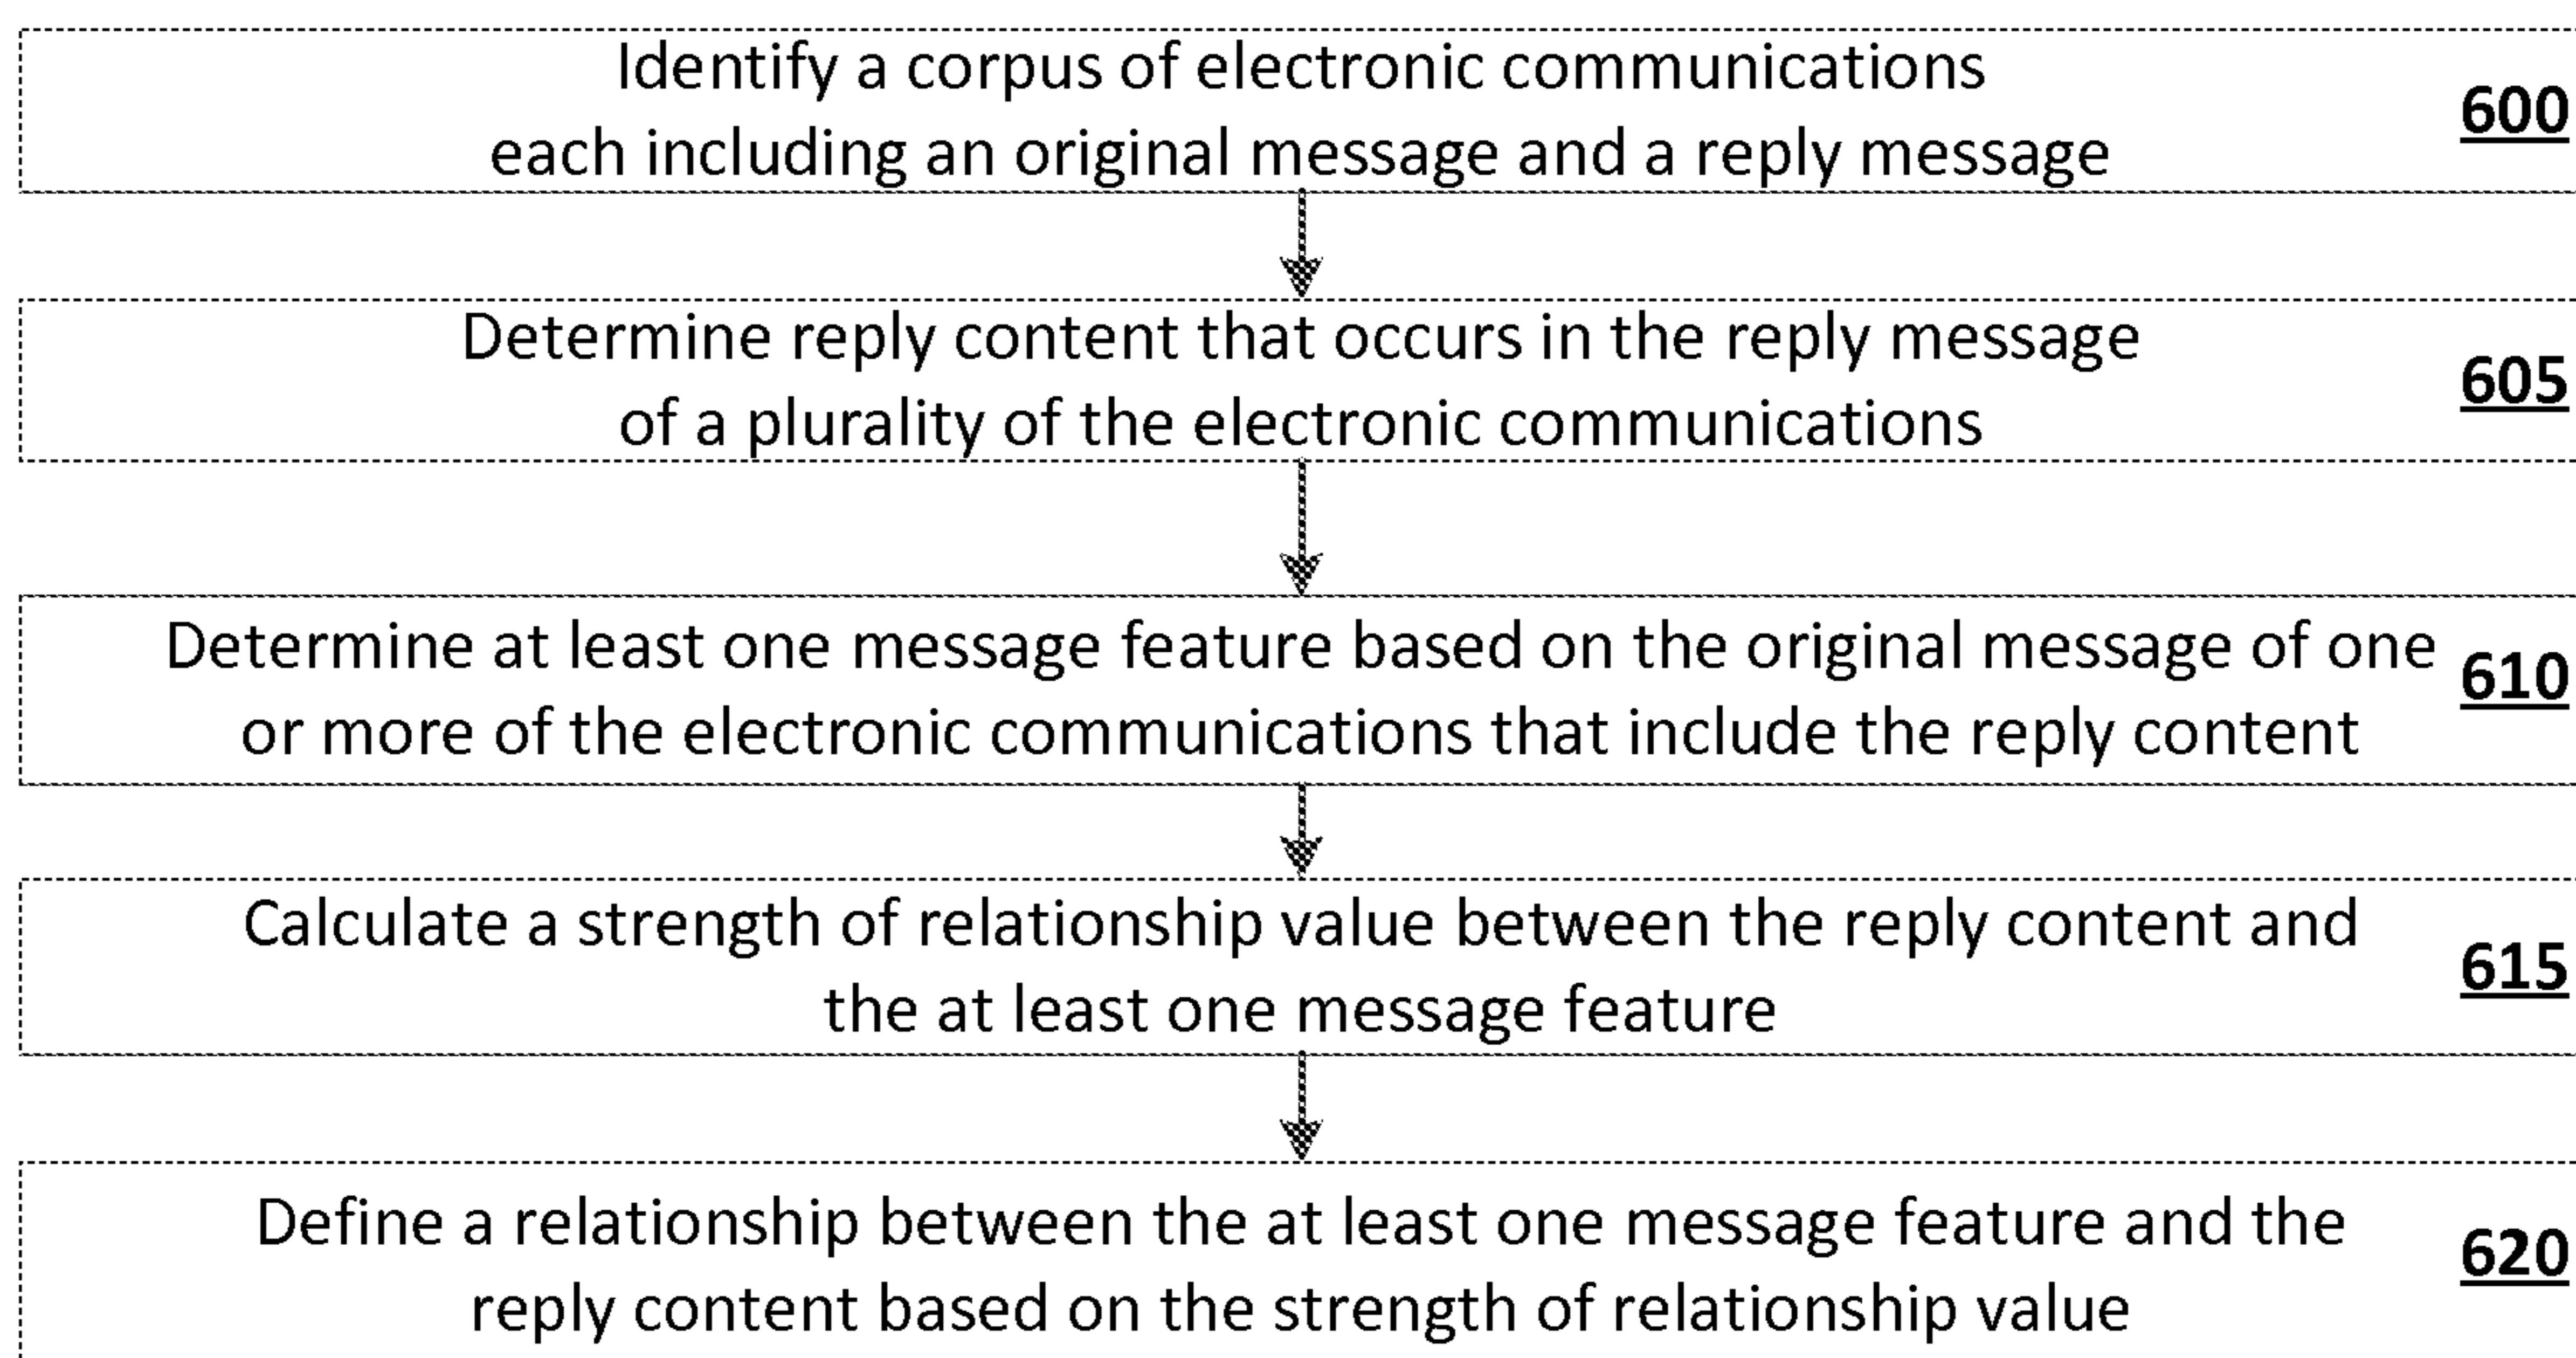 Identify a corpus of electronic communications
each including an original message and a reply message
600
Determine reply content that occurs in the reply message
of a plurality of the electronic communications
605
Determine at least one message feature based on the original message of one
or more of the electronic communications that include the reply content
610
Calculate a strength of relationship value between the reply content and
the at least one message feature
615
Define a relationship between the at least one message feature and the
reply content based on the strength of relationship value
620